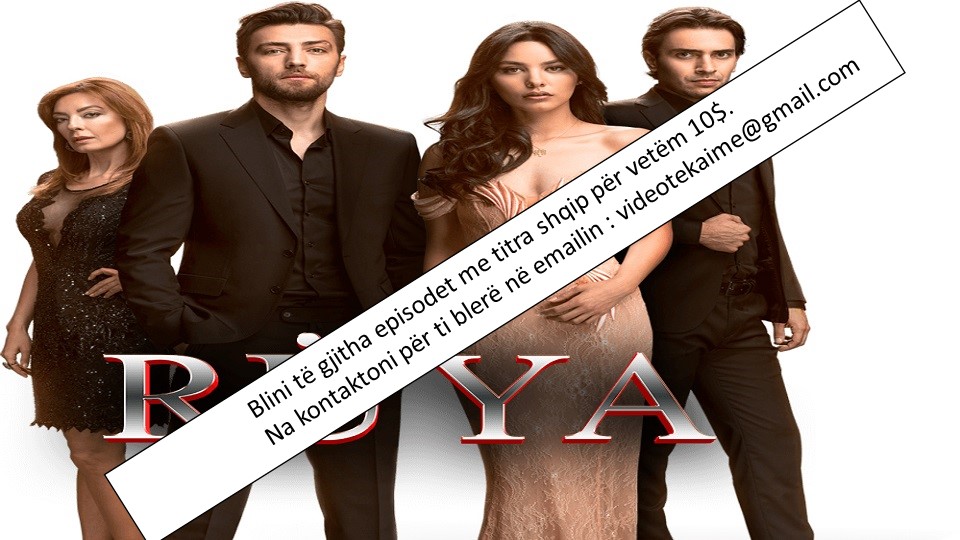 Blini të gjitha episodet me titra shqip për vetëm 10$.
Na kontaktoni për ti blerë në emailin : videotekaime@gmail.com
RÜYA